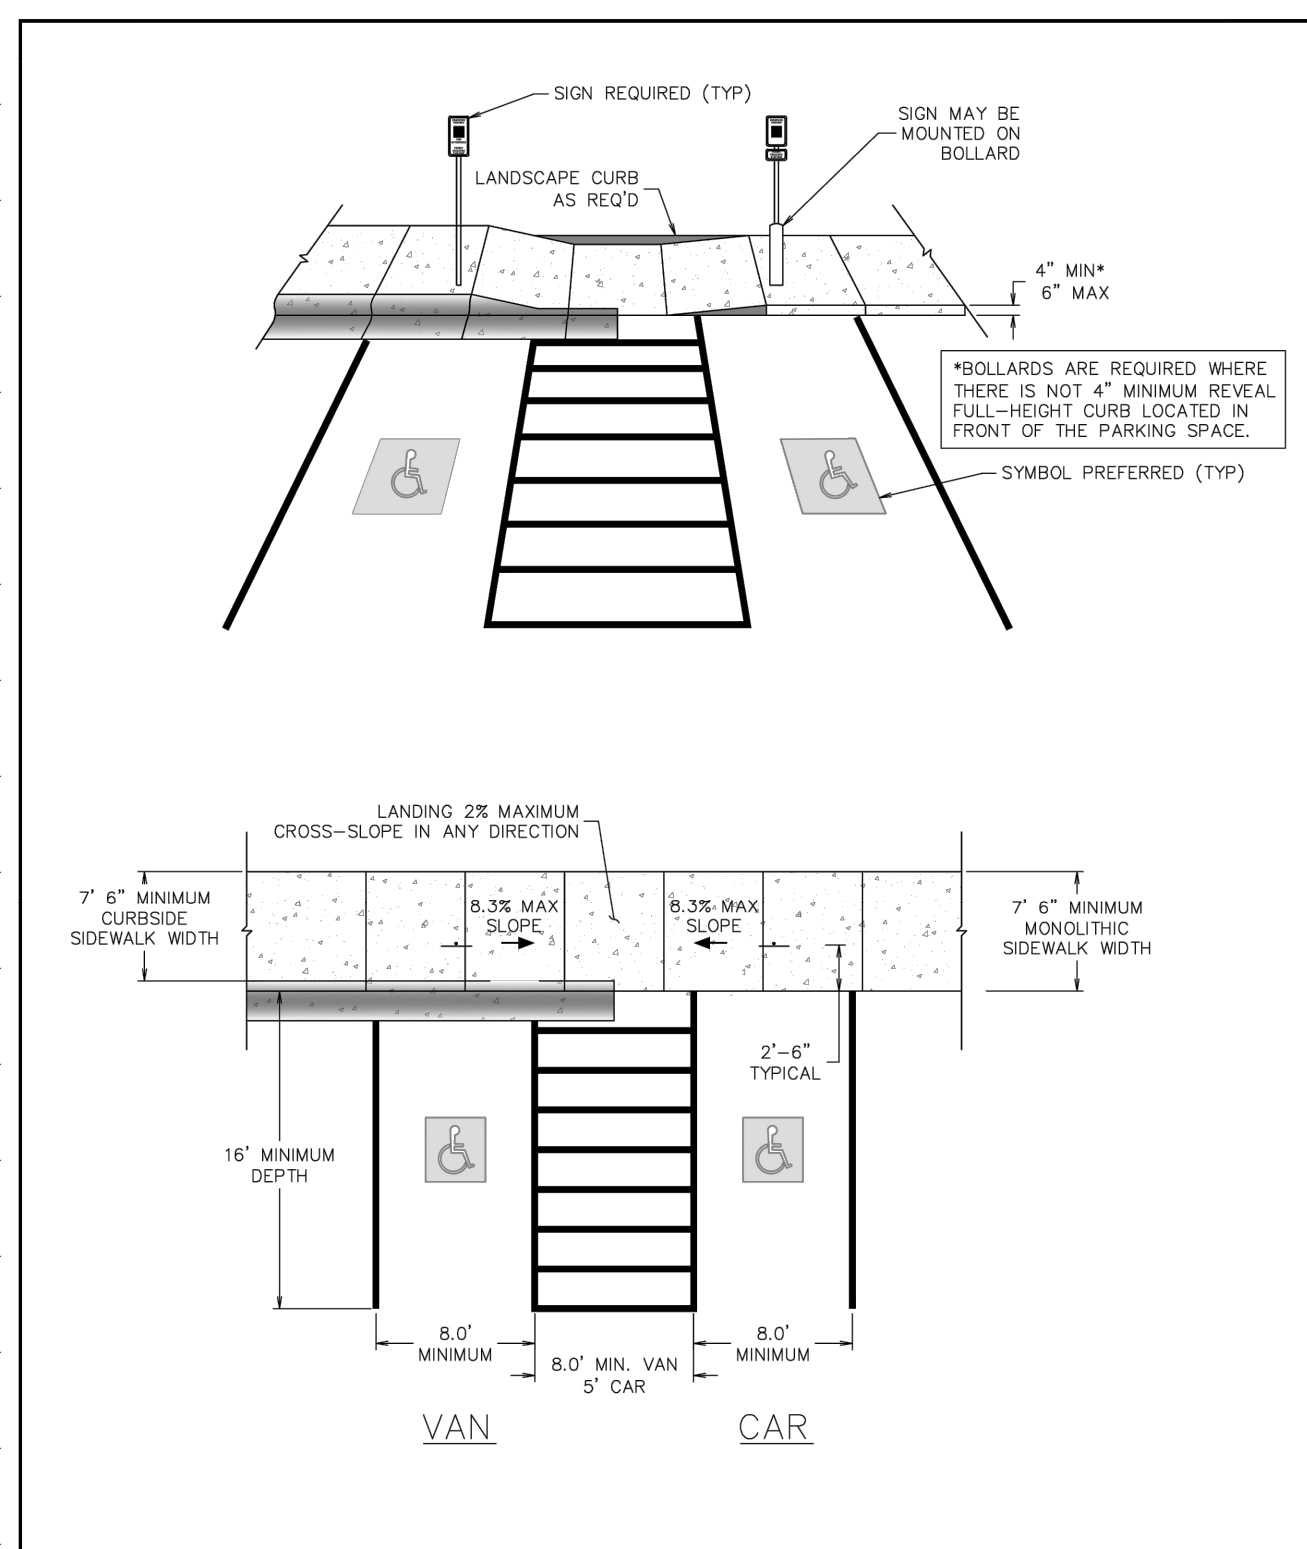 SIGN REQUIRED (TYP)
SIGN MAY BE
MOUNTED ON
BOLLARD
LANDSCAPE CURB
AS REQ'D
4" MIN*
6" MAX
*BOLLARDS ARE REQUIRED WHERE
THERE IS NOT 4" MINIMUM REVEAL
FULL-HEIGHT CURB LOCATED IN
FRONT OF THE PARKING SPACE.
SYMBOL PREFERRED (TYP)
LANDING 2% MAXIMUM
CROSS-SLOPE IN ANY DIRECTION
7' 6" MINIMUM
CURBSIDE
SIDEWALK WIDTH
8.3% MAX
SLOPE
8.3% MAX
SLOPE
7' 6" MINIMUM
MONOLITHIC
SIDEWALK WIDTH
2'-6"
TYPICAL
16' MINIMUM
DEPTH
8.0'
MINIMUM
8.0' MIN. VAN
5' CAR
8.0'
MINIMUM
VAN
CAR